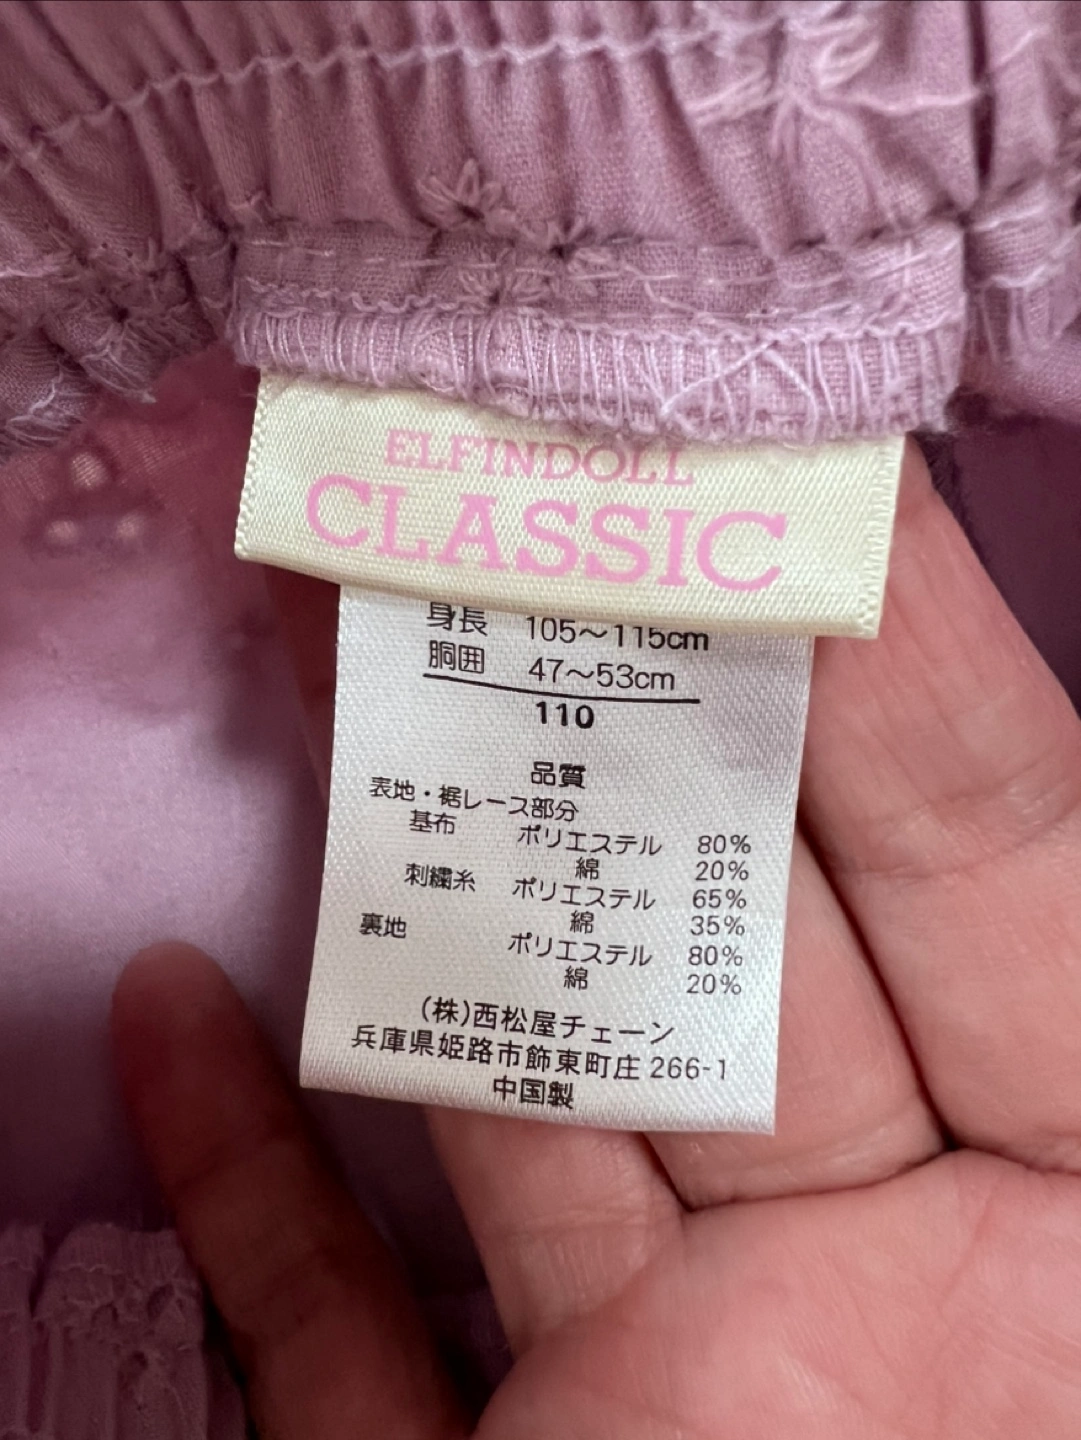 ELFINDOLL
CLASSIC
身長 105～115cm
胴囲 47～53cm
110
品質
表地・裾レース部分
基布 ポリエステル 80%
綿 20%
刺繍糸 ポリエステル 65%
綿 35%
裏地 ポリエステル 80%
綿 20%
(株)西松屋チェーン
兵庫県姫路市飾東町庄 266-1
中国製